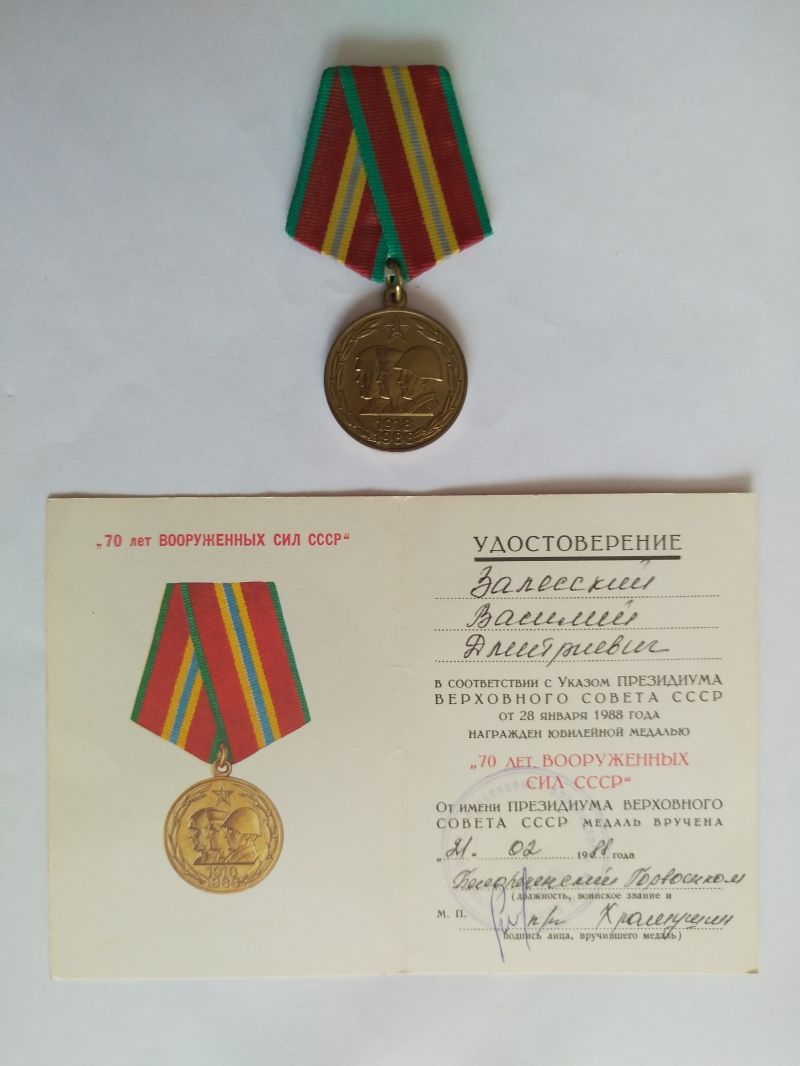 1918
1988
„70 лет ВООРУЖЕННЫХ СИЛ СССР“
1918
1988
УДОСТОВЕРЕНИЕ
Залесский
Василий
Дмитриевич
В СООТВЕТСТВИИ С УКАЗОМ ПРЕЗИДИУМА
ВЕРХОВНОГО СОВЕТА СССР
ОТ 28 ЯНВАРЯ 1988 ГОДА
НАГРАЖДЕН ЮБИЛЕЙНОЙ МЕДАЛЬЮ
„70 ЛЕТ ВООРУЖЕННЫХ
СИЛ СССР“
ОТ ИМЕНИ ПРЕЗИДИУМА ВЕРХОВНОГО
СОВЕТА СССР МЕДАЛЬ ВРУЧЕНА
„21“ 02 1988 года
Горвоенком
(должность, воинское звание и
М. П. п/п
подпись лица, вручившего медаль)